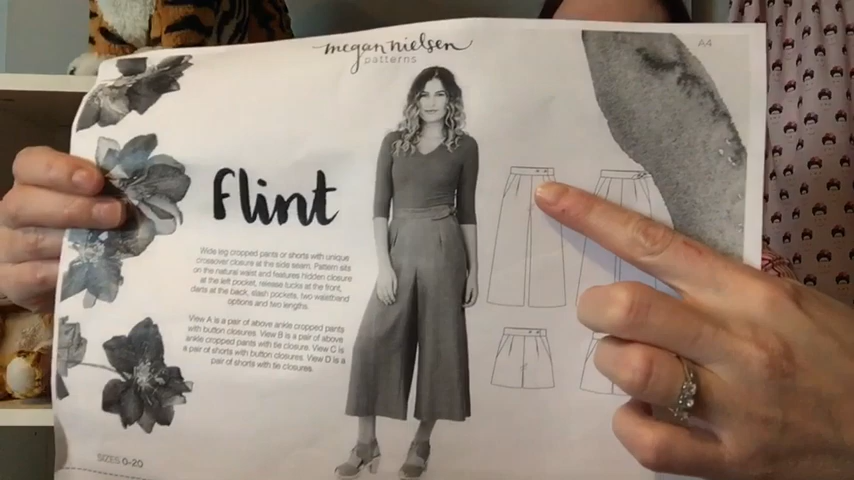 megan nielsen
patterns
A4
Flint
Wide leg cropped pants or shorts with unique
crossover closure at the side seam. Pattern sits
on the natural waist and features hidden closure
at the left pocket, release tucks at the front,
darts at the back, slash pockets, two waistband
options and two lengths.
View A is a pair of above ankle cropped pants
with button closures. View B is a pair of above
ankle cropped pants with tie closure. View C is
a pair of shorts with button closures. View D is a
pair of shorts with tie closures.
SIZES 0-20